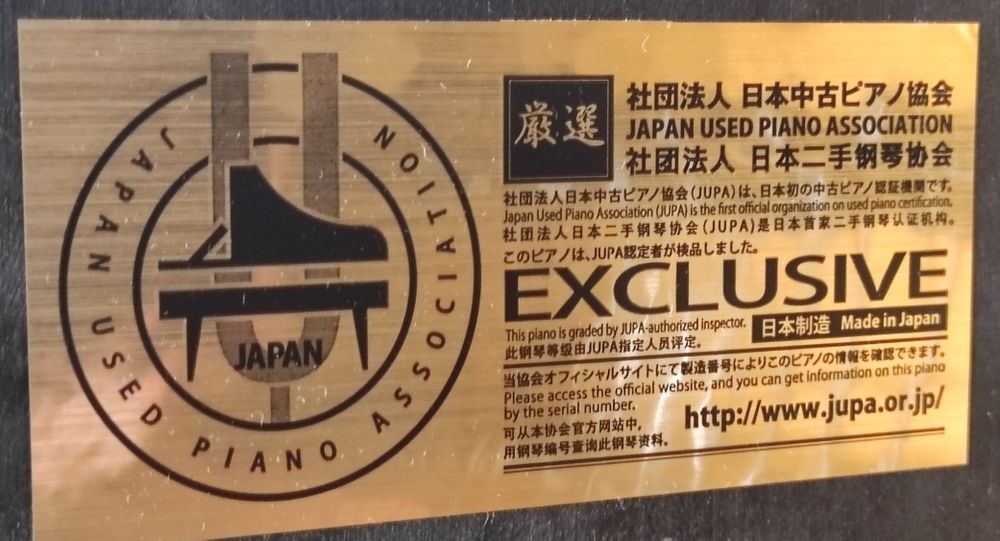 JAPAN USED PIANO ASSOCIATION
JAPAN
厳選
社団法人 日本中古ピアノ協会
JAPAN USED PIANO ASSOCIATION
社团法人 日本二手钢琴协会
社団法人日本中古ピアノ協会(JUPA)は、日本初の中古ピアノ認証機関です。
Japan Used Piano Association (JUPA) is the first official organization on used piano certification.
社团法人日本二手钢琴协会(JUPA)是日本首家二手钢琴认证机构。
このピアノは、JUPA認定者が検品しました。
EXCLUSIVE
This piano is graded by JUPA-authorized inspector.
此钢琴等级由JUPA指定人员评定。
日本制造 Made in Japan
当協会オフィシャルサイトにて製造番号によりこのピアノの情報を確認できます。
Please access the official website, and you can get information on this piano
by the serial number.
可从本协会官方网站中,
用钢琴编号查询此钢琴资料。
http://www.jupa.or.jp/